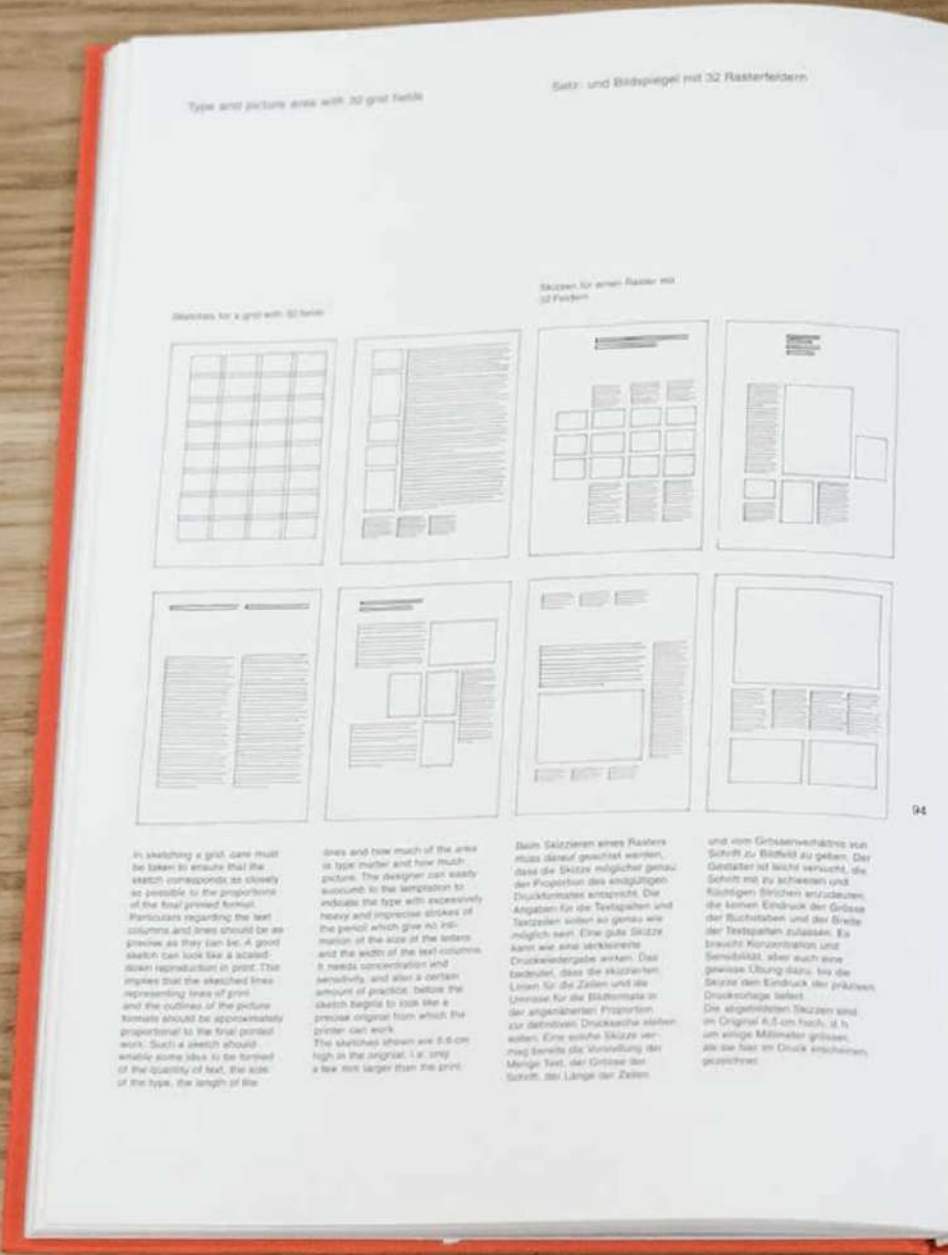 Type and picture area with 32 grid fields
Satz- und Bildspiegel mit 32 Rasterfeldern
Sketches for a grid with 32 fields
Skizzen für einen Raster mit
32 Feldern
94
In sketching a grid, care must
be taken to ensure that the
sketch corresponds as closely
as possible to the proportions
of the final printed format.
Particulars regarding the text
columns and lines should be as
precise as they can be. A good
sketch can look like a scaled-
down reproduction in print. This
implies that the sketched lines
representing lines of print
and the outlines of the picture
formats should be approximately
proportional to the final printed
work. Such a sketch should
enable some idea to be formed
of the quantity of text, the size
of the type, the length of the
lines and how much of the area
is type matter and how much
picture. The designer can easily
succumb to the temptation to
indicate the type with excessively
heavy and imprecise strokes of
the pencil which give no inti-
mation of the size of the letters
and the width of the text columns.
It needs concentration and
sensitivity, and also a certain
amount of practice, before the
sketch begins to look like a
precise original from which the
printer can work.
The sketches shown are 6.5 cm
high in the original, i.e. only
a few mm larger than the print.
Beim Skizzieren eines Rasters
muss darauf geachtet werden,
dass die Skizze möglichst genau
der Proportion des endgültigen
Druckformates entspricht. Die
Angaben für die Textspalten und
Textzeilen sollen so genau wie
möglich sein. Eine gute Skizze
kann wie eine verkleinerte
Druckwiedergabe wirken. Das
bedeutet, dass die skizzierten
Linien für die Zeilen und die
Umrisse für die Bildformate in
der angenäherten Proportion
zur definitiven Drucksache stehen
sollen. Eine solche Skizze ver-
mag bereits die Vorstellung der
Menge Text, der Grösse der
Schrift, der Länge der Zeilen
und vom Grössenverhältnis von
Schrift zu Bildfeld zu geben. Der
Gestalter ist leicht versucht, die
Schrift mit zu schweren und
flüchtigen Strichen anzudeuten,
die keinen Eindruck der Grösse
der Buchstaben und der Breite
der Textspalten zulassen. Es
braucht Konzentration und
Sensibilität, aber auch eine
gewisse Übung dazu, bis die
Skizze den Eindruck der präzisen
Druckvorlage liefert.
Die abgebildeten Skizzen sind
im Original 6,5 cm hoch, d. h.
um einige Millimeter grösser,
als sie hier im Druck erscheinen,
gezeichnet.